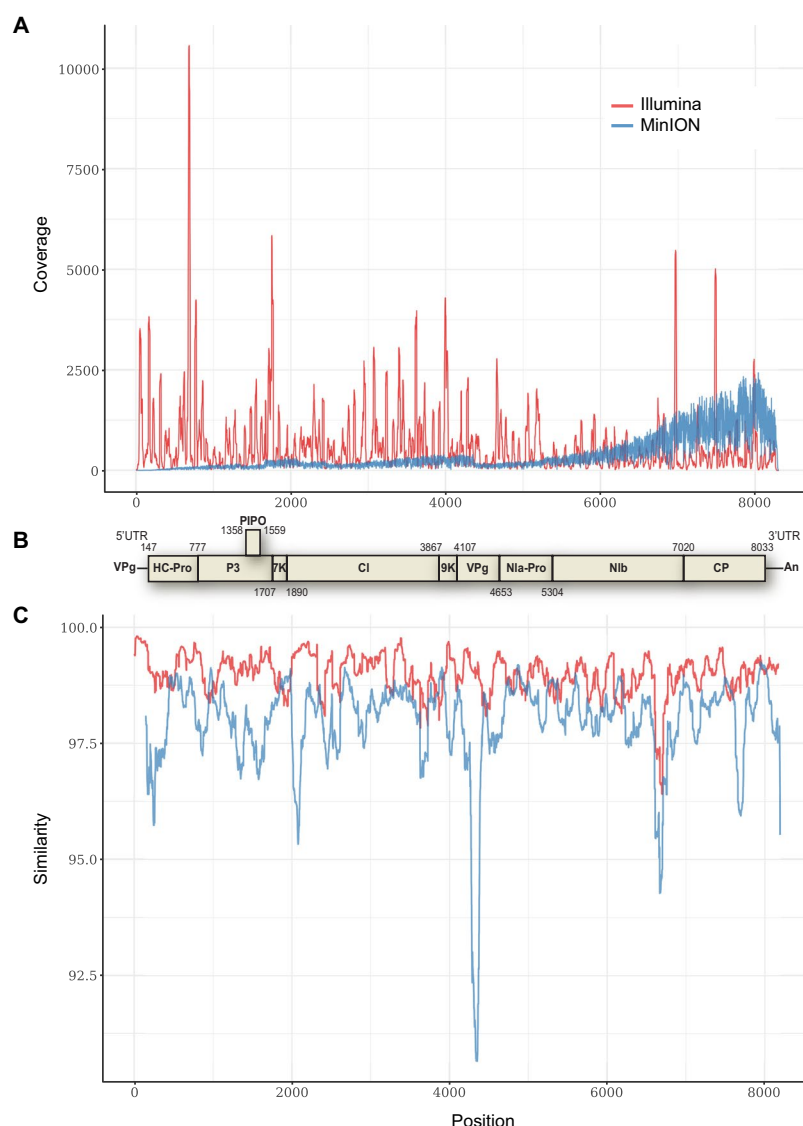 A
10000
7500
5000
2500
0
Coverage
Illumina
MinION
0 2000 4000 6000 8000
B
PIPO
1358 1559
5'UTR 3'UTR
147 777 3867 4107 7020 8033
VPg HC-Pro P3 7K CI 9K VPg NIa-Pro NIb CP An
1707 1890 4653 5304
C
100.0
97.5
95.0
92.5
Similarity
0 2000 4000 6000 8000
Position